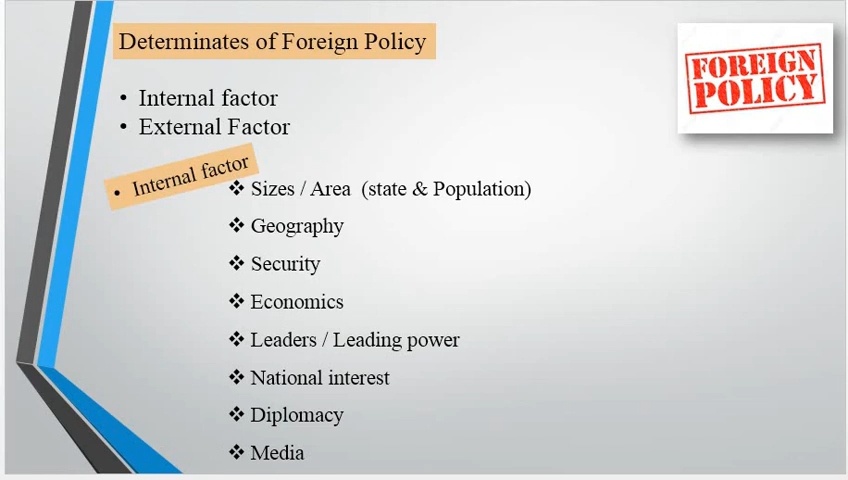 Determinates of Foreign Policy
FOREIGN
POLICY
• Internal factor
• External Factor
• Internal factor
❖ Sizes / Area (state & Population)
❖ Geography
❖ Security
❖ Economics
❖ Leaders / Leading power
❖ National interest
❖ Diplomacy
❖ Media